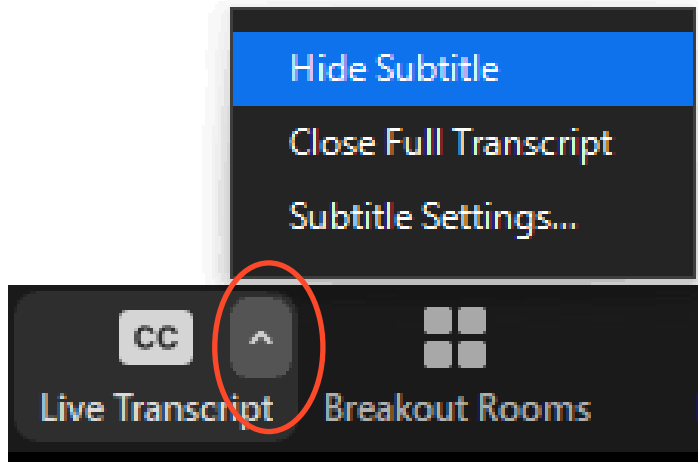 Hide Subtitle
Close Full Transcript
Subtitle Settings...
CC
Live Transcript
Breakout Rooms